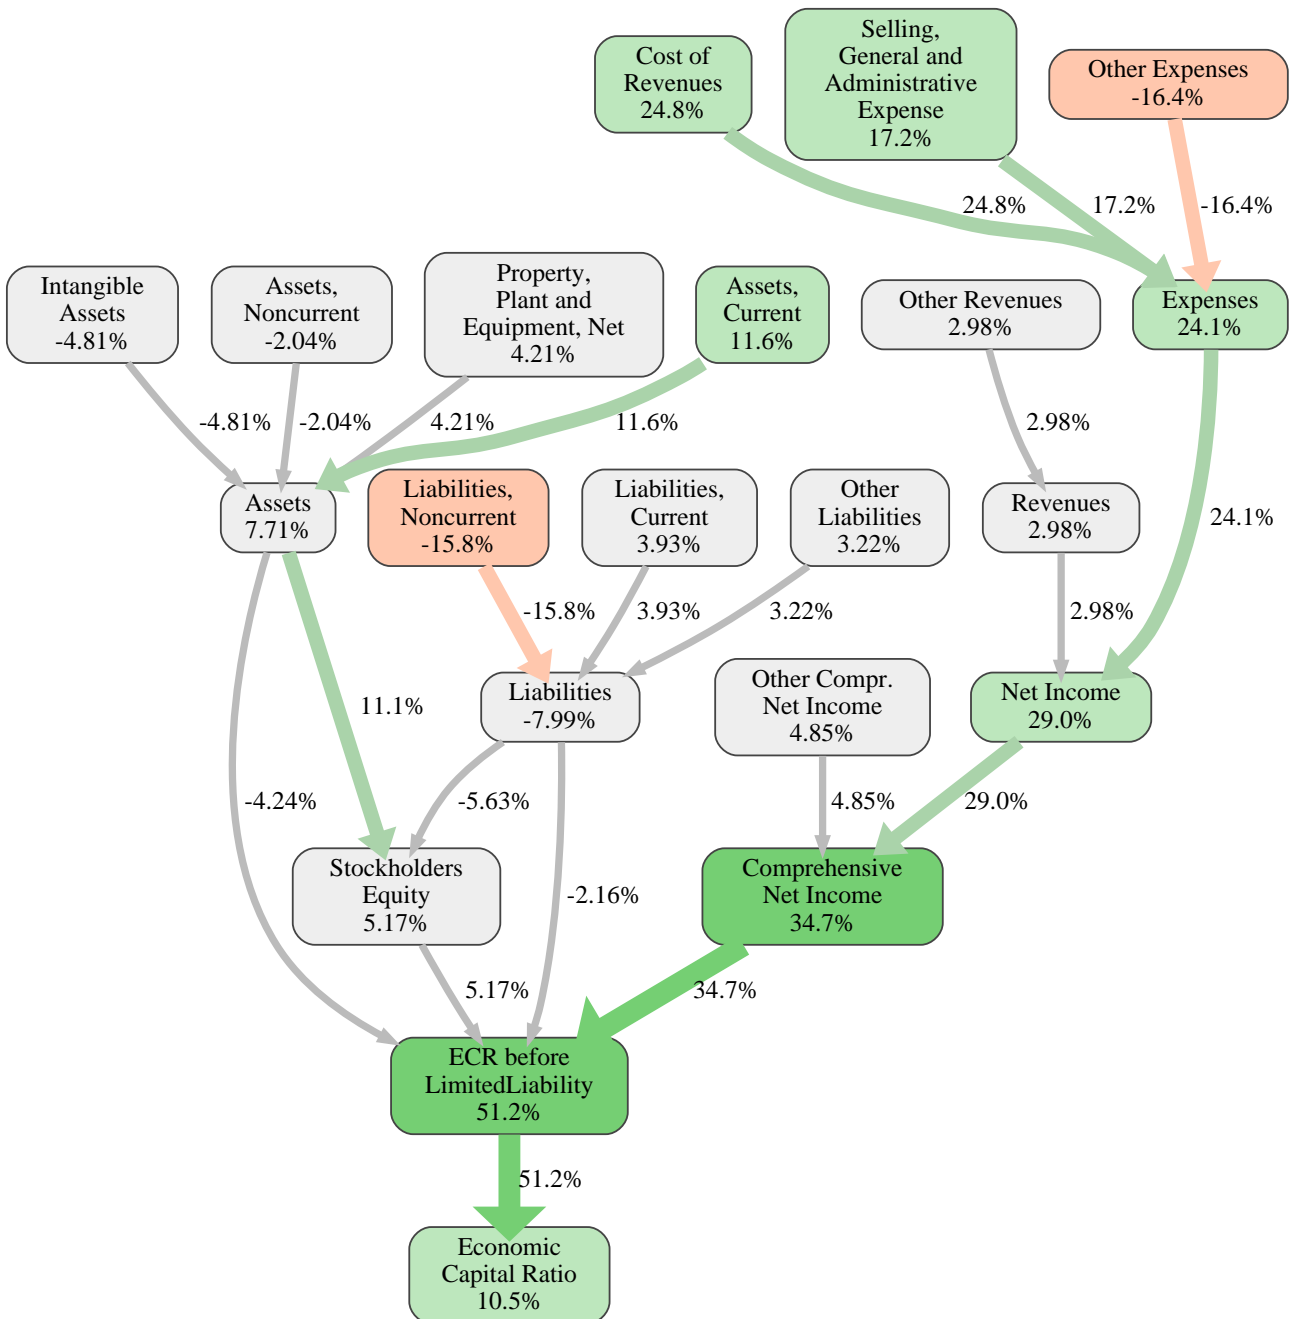 Cost of
Revenues
24.8%
Selling,
General and
Administrative
Expense
17.2%
Other Expenses
-16.4%
24.8%
17.2%
-16.4%
Intangible
Assets
-4.81%
Assets,
Noncurrent
-2.04%
Property,
Plant and
Equipment, Net
4.21%
Assets,
Current
11.6%
Other Revenues
2.98%
Expenses
24.1%
-4.81%
-2.04%
4.21%
11.6%
2.98%
Assets
7.71%
Liabilities,
Noncurrent
-15.8%
Liabilities,
Current
3.93%
Other
Liabilities
3.22%
Revenues
2.98%
24.1%
-15.8%
3.93%
3.22%
2.98%
11.1%
Liabilities
-7.99%
Other Compr.
Net Income
4.85%
Net Income
29.0%
-4.24%
-5.63%
4.85%
29.0%
Stockholders
Equity
5.17%
-2.16%
Comprehensive
Net Income
34.7%
5.17%
34.7%
ECR before
LimitedLiability
51.2%
51.2%
Economic
Capital Ratio
10.5%